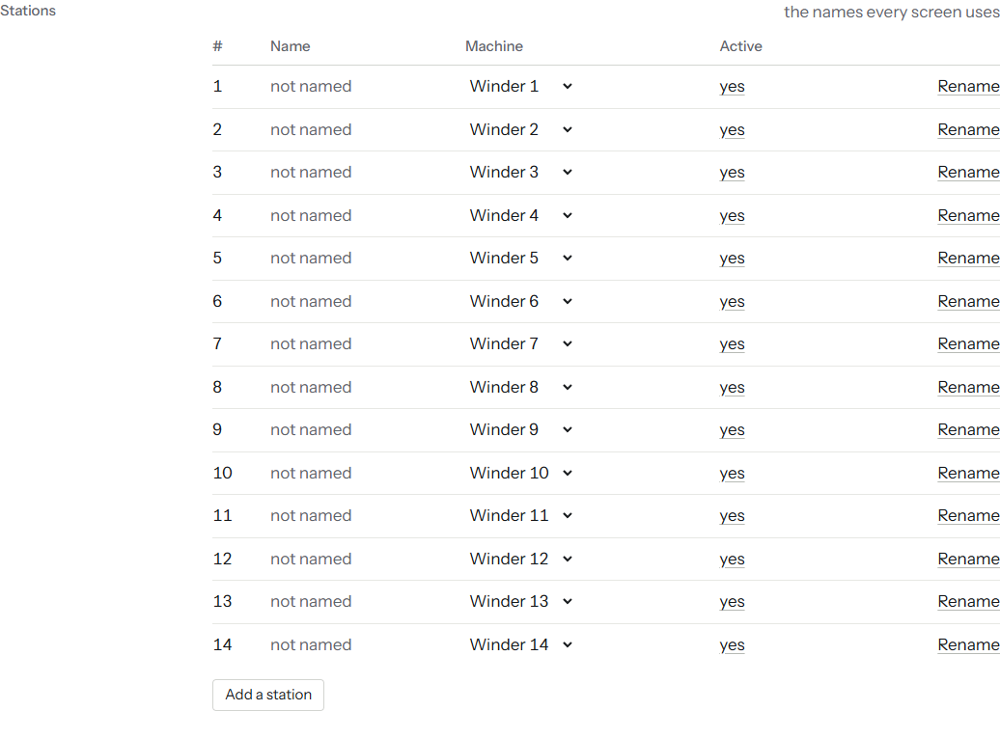 Stations the names every screen uses
# Name Machine Active
1 not named Winder 1 yes Rename
2 not named Winder 2 yes Rename
3 not named Winder 3 yes Rename
4 not named Winder 4 yes Rename
5 not named Winder 5 yes Rename
6 not named Winder 6 yes Rename
7 not named Winder 7 yes Rename
8 not named Winder 8 yes Rename
9 not named Winder 9 yes Rename
10 not named Winder 10 yes Rename
11 not named Winder 11 yes Rename
12 not named Winder 12 yes Rename
13 not named Winder 13 yes Rename
14 not named Winder 14 yes Rename
Add a station